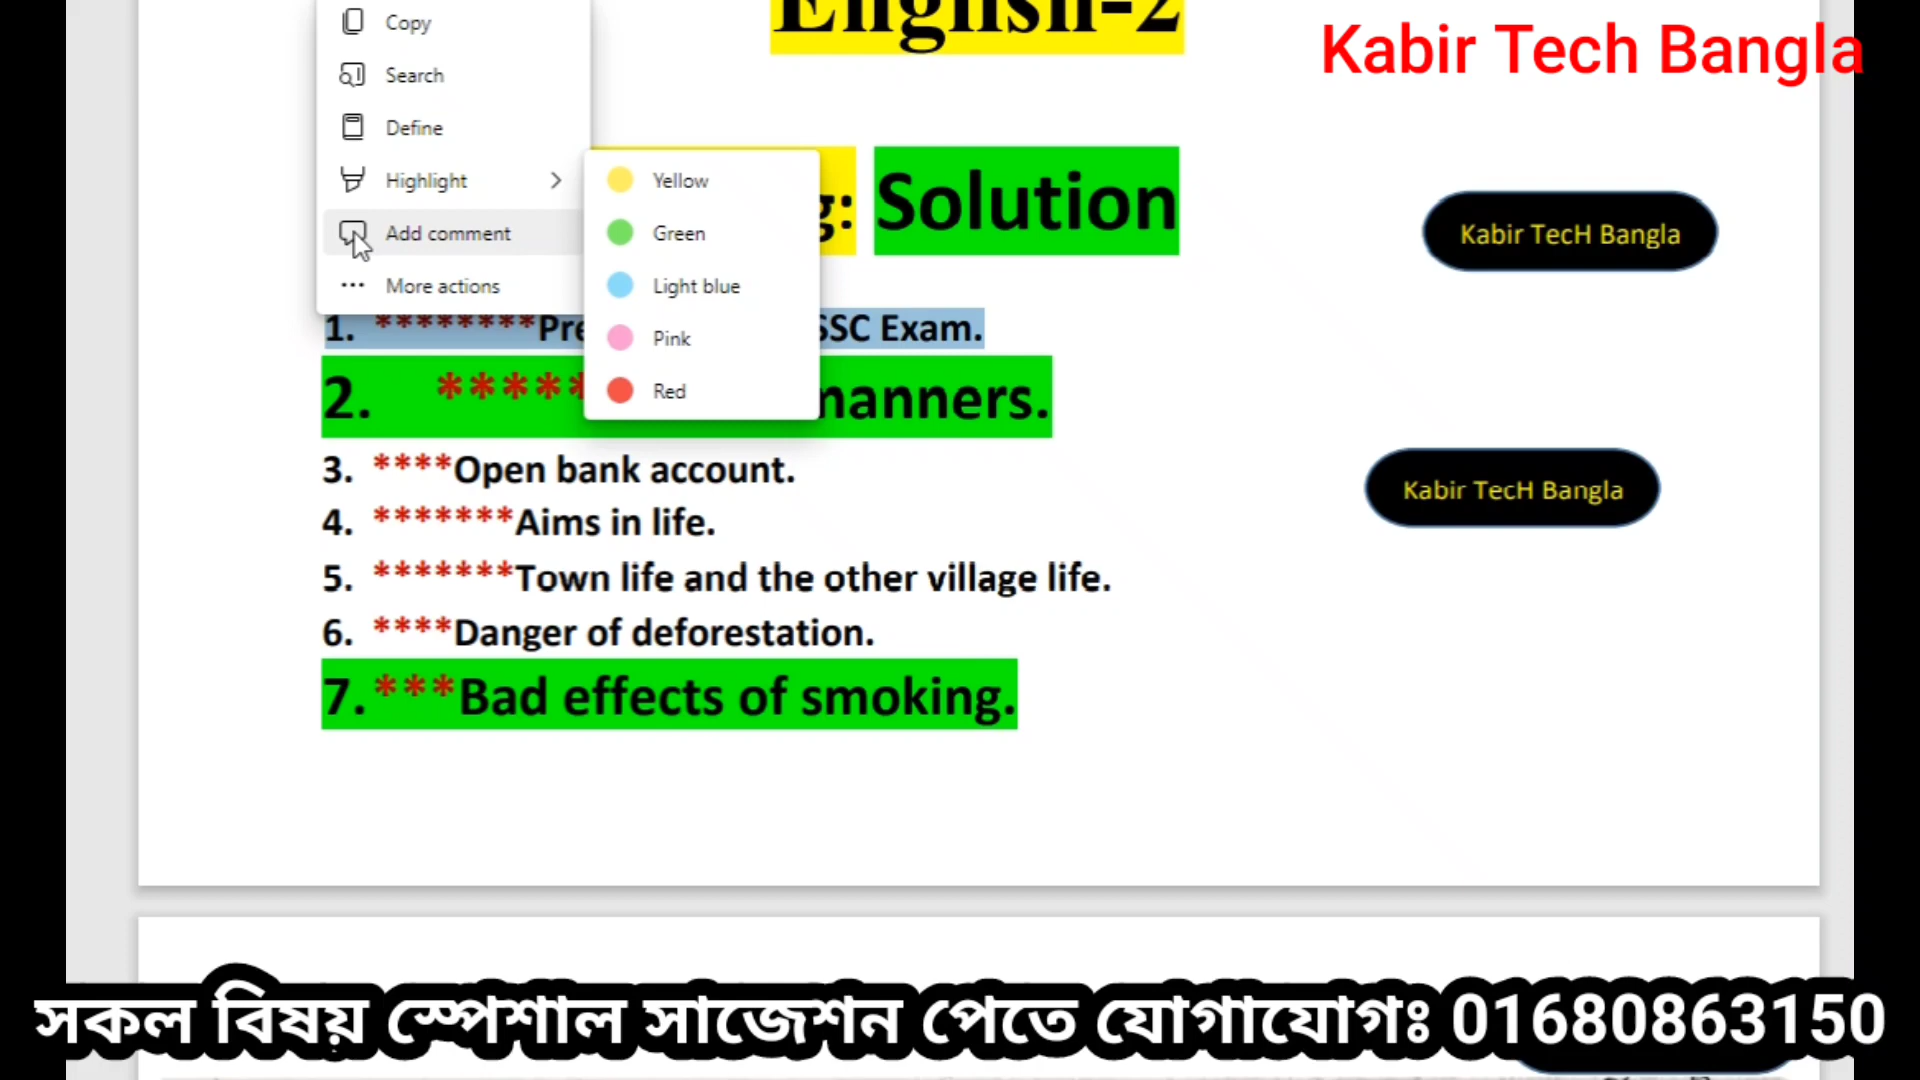 English-2
Kabir Tech Bangla
Copy
Search
Define
Highlight
Add comment
More actions
Yellow
Green
Light blue
Pink
Red
g: Solution
Kabir TecH Bangla
1. ********Pre SSC Exam.
2. ***** manners.
3. ****Open bank account.
Kabir TecH Bangla
4. *******Aims in life.
5. *******Town life and the other village life.
6. ****Danger of deforestation.
7. ***Bad effects of smoking.
সকল বিষয় স্পেশাল সাজেশন পেতে যোগাযোগঃ 01680863150